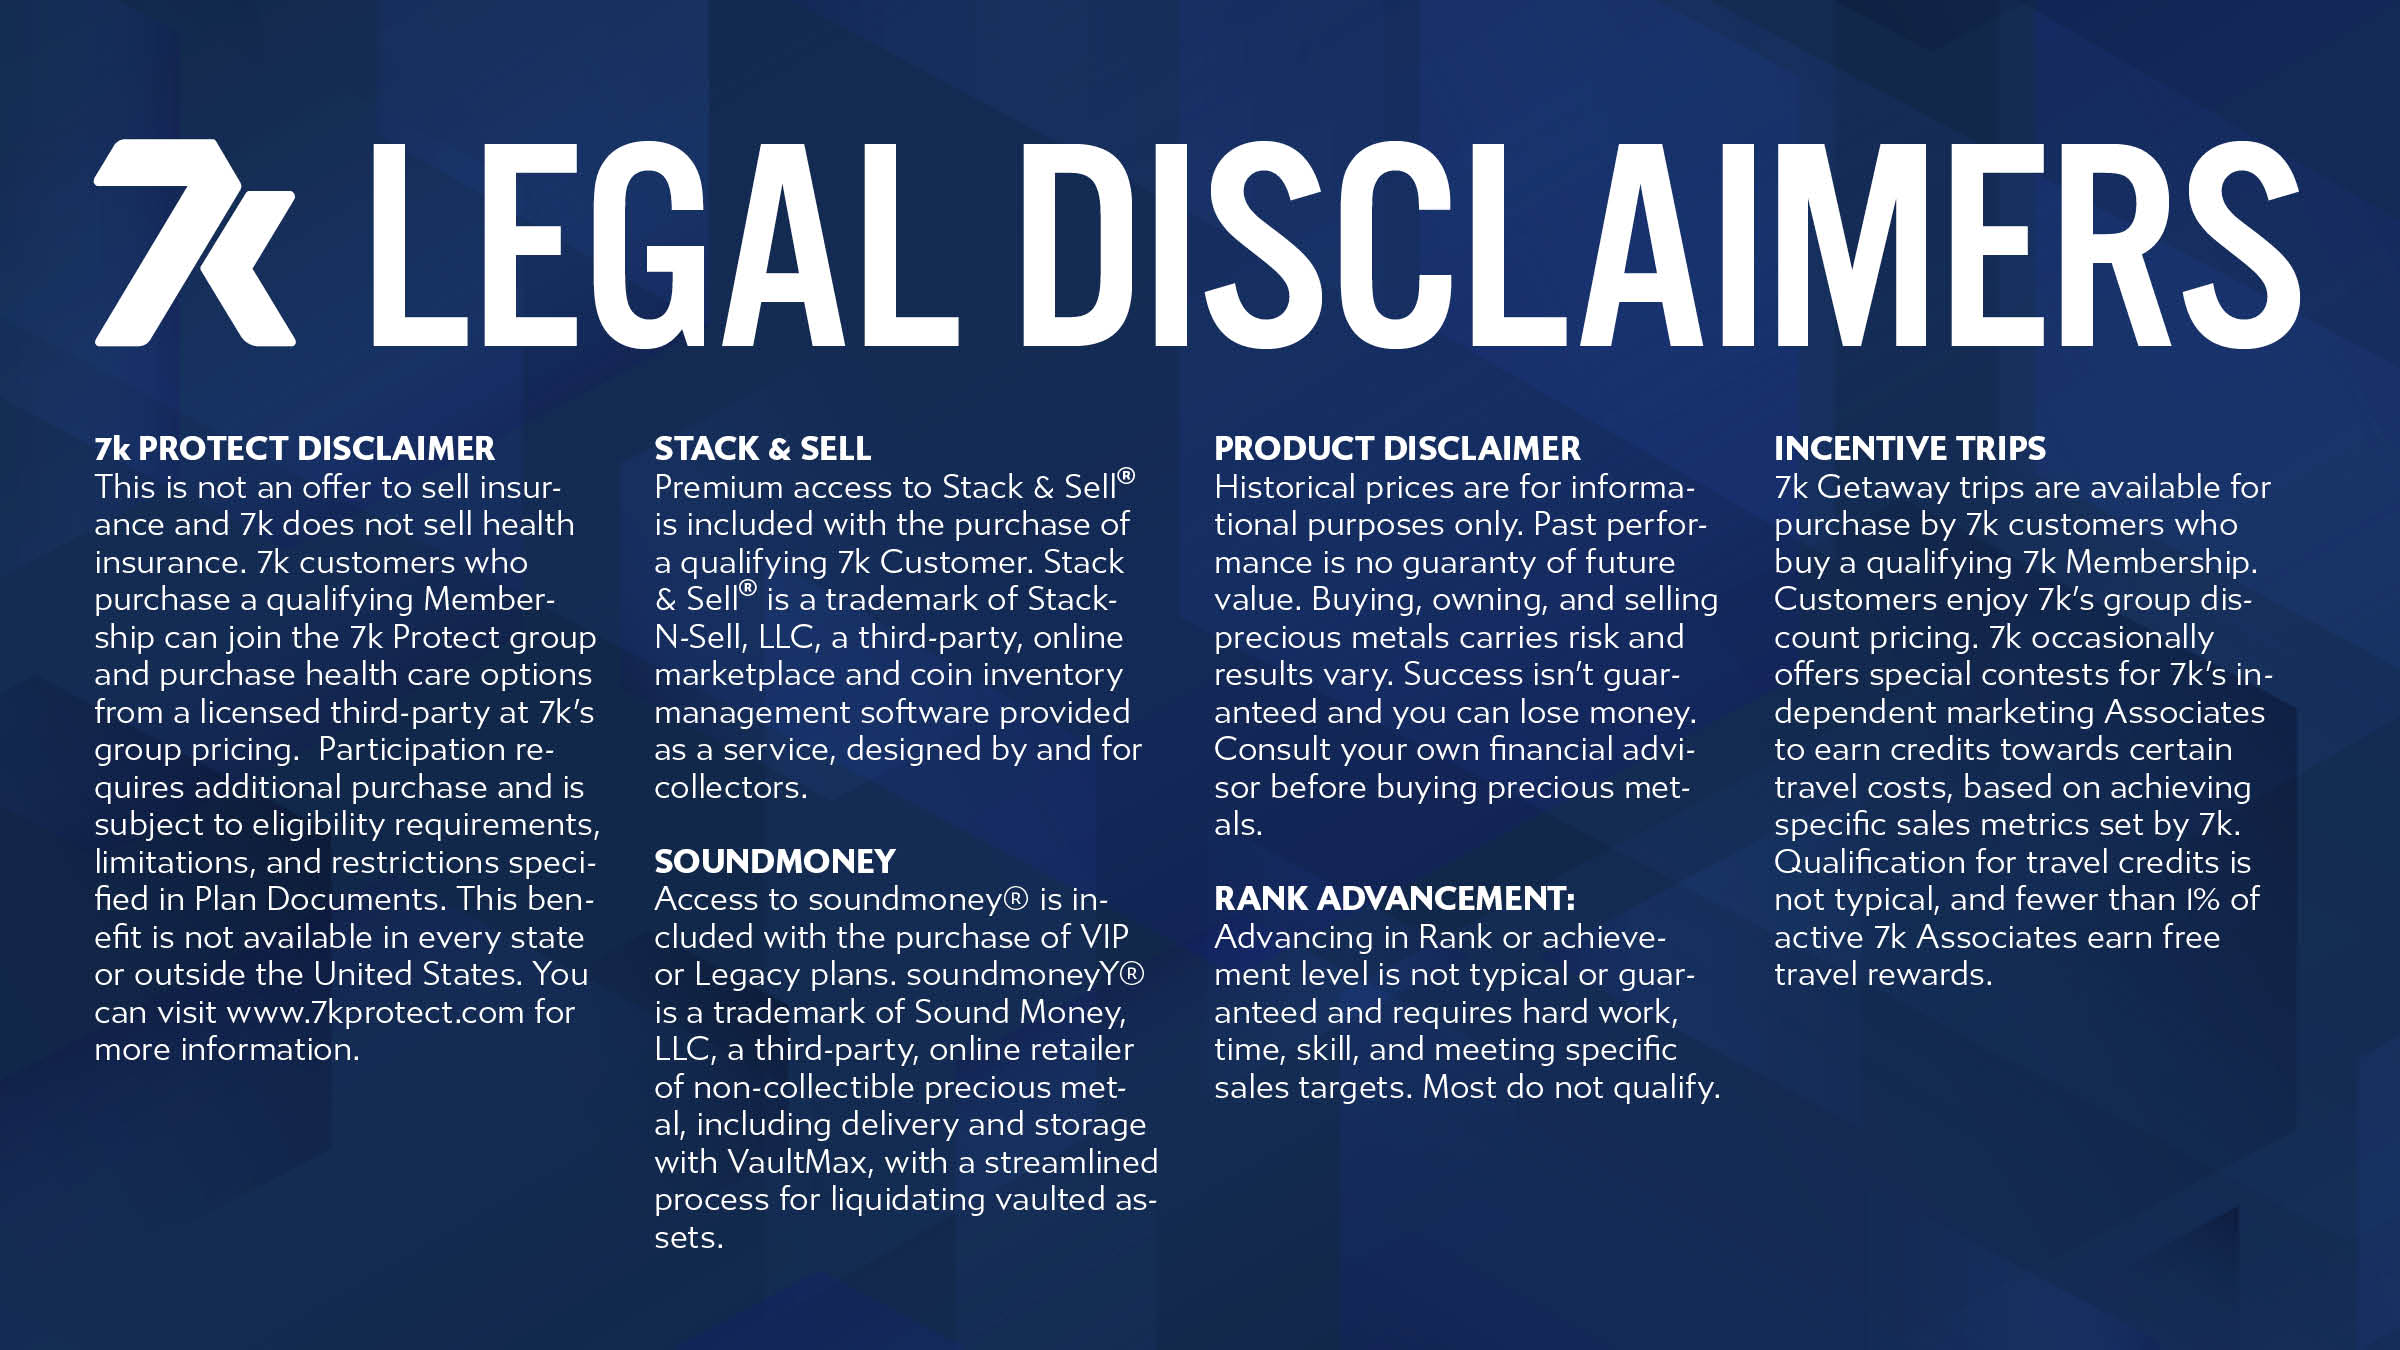 7k LEGAL DISCLAIMERS
7k PROTECT DISCLAIMER
This is not an offer to sell insur-
ance and 7k does not sell health
insurance. 7k customers who
purchase a qualifying Member-
ship can join the 7k Protect group
and purchase health care options
from a licensed third-party at 7k’s
group pricing.  Participation re-
quires additional purchase and is
subject to eligibility requirements,
limitations, and restrictions speci-
fied in Plan Documents. This ben-
efit is not available in every state
or outside the United States. You
can visit www.7kprotect.com for
more information.
STACK & SELL
Premium access to Stack & Sell®
is included with the purchase of
a qualifying 7k Customer. Stack
& Sell® is a trademark of Stack-
N-Sell, LLC, a third-party, online
marketplace and coin inventory
management software provided
as a service, designed by and for
collectors.
SOUNDMONEY
Access to soundmoney® is in-
cluded with the purchase of VIP
or Legacy plans. soundmoneyY®
is a trademark of Sound Money,
LLC, a third-party, online retailer
of non-collectible precious met-
al, including delivery and storage
with VaultMax, with a streamlined
process for liquidating vaulted as-
sets.
PRODUCT DISCLAIMER
Historical prices are for informa-
tional purposes only. Past perfor-
mance is no guaranty of future
value. Buying, owning, and selling
precious metals carries risk and
results vary. Success isn’t guar-
anteed and you can lose money.
Consult your own financial advi-
sor before buying precious met-
als.
RANK ADVANCEMENT:
Advancing in Rank or achieve-
ment level is not typical or guar-
anteed and requires hard work,
time, skill, and meeting specific
sales targets. Most do not qualify.
INCENTIVE TRIPS
7k Getaway trips are available for
purchase by 7k customers who
buy a qualifying 7k Membership.
Customers enjoy 7k’s group dis-
count pricing. 7k occasionally
offers special contests for 7k’s in-
dependent marketing Associates
to earn credits towards certain
travel costs, based on achieving
specific sales metrics set by 7k.
Qualification for travel credits is
not typical, and fewer than 1% of
active 7k Associates earn free
travel rewards.